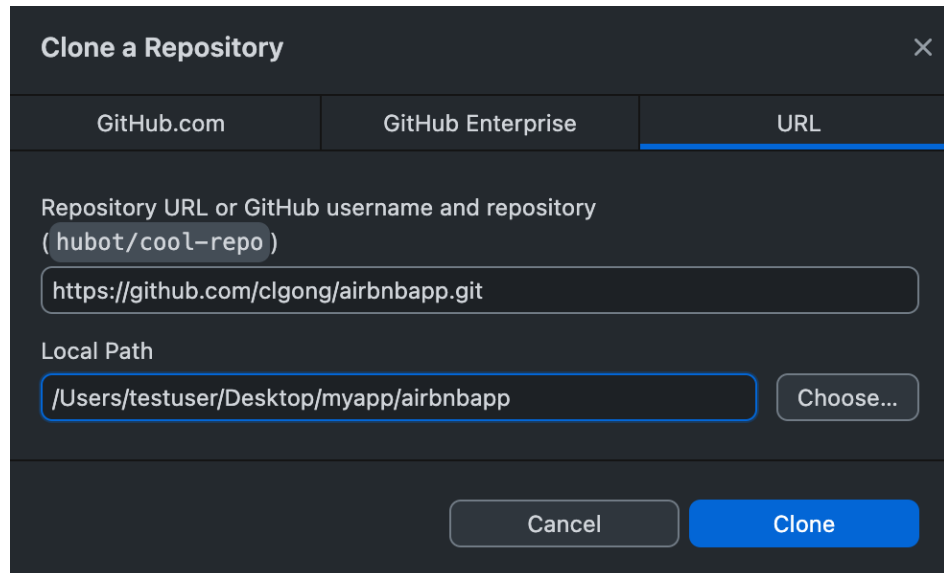 Clone a Repository
GitHub.com
GitHub Enterprise
URL
Repository URL or GitHub username and repository
(hubot/cool-repo)
https://github.com/clgong/airbnbapp.git
Local Path
/Users/testuser/Desktop/myapp/airbnbapp
Choose...
Cancel
Clone